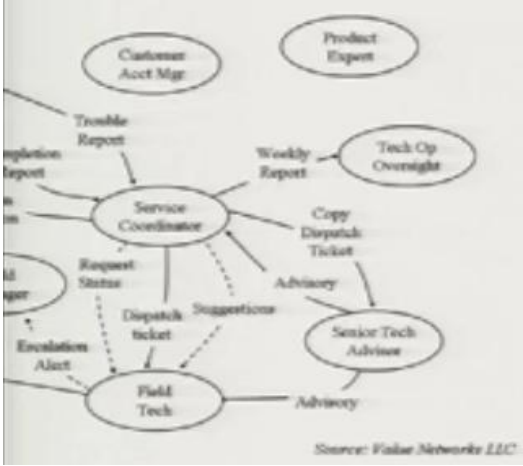 Customer
Acct Mgr
Product
Expert
Trouble
Report
Weekly
Report
Tech Op
Oversight
Service
Coordinator
Copy
Dispatch
Ticket
Request
Status
Advisory
Dispatch
ticket
Suggestions
Senior Tech
Advisor
Escalation
Alert
Field
Tech
Advisory
Source: Value Networks LLC